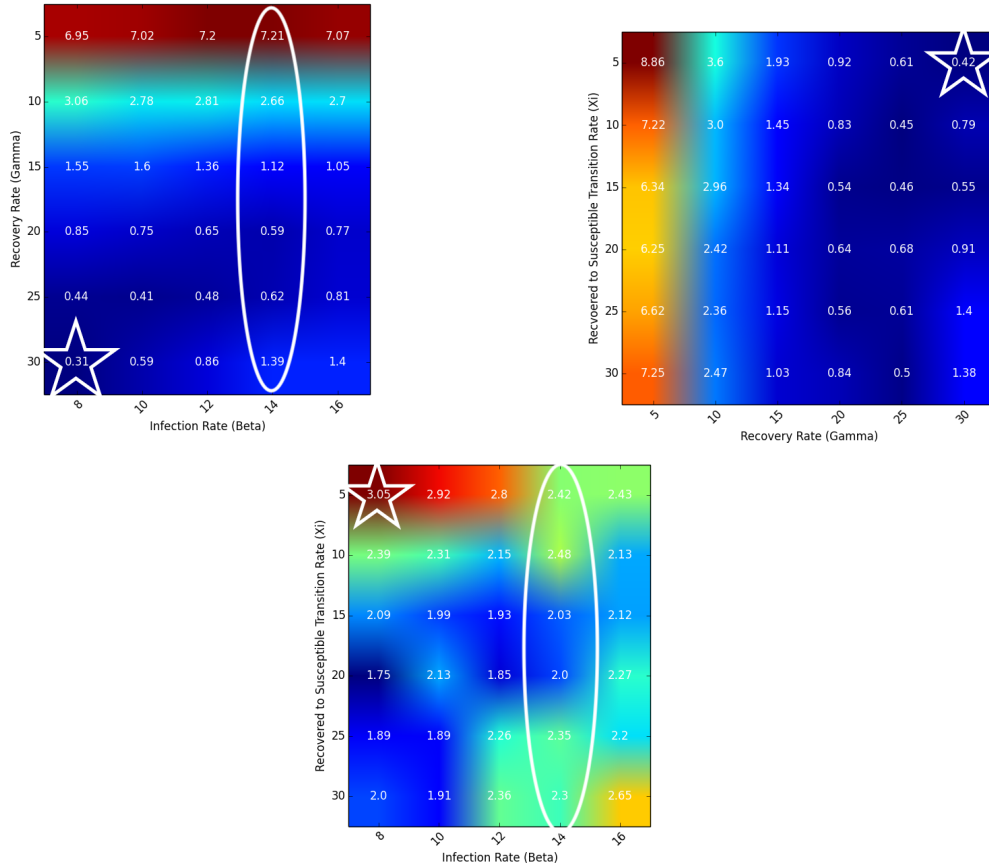 5 6.95 7.02 7.2 7.21 7.07
10 3.06 2.78 2.81 2.66 2.7
15 1.55 1.6 1.36 1.12 1.05
20 0.85 0.75 0.65 0.59 0.77
25 0.44 0.41 0.48 0.62 0.81
30 0.31 0.59 0.86 1.39 1.4
8 10 12 14 16
Infection Rate (Beta)
Recovery Rate (Gamma)
5 8.86 3.6 1.93 0.92 0.61 0.42
10 7.22 3.0 1.45 0.83 0.45 0.79
15 6.34 2.96 1.34 0.54 0.46 0.55
20 6.25 2.42 1.11 0.64 0.68 0.91
25 6.62 2.36 1.15 0.56 0.61 1.4
30 7.25 2.47 1.03 0.84 0.5 1.38
5 10 15 20 25 30
Recovery Rate (Gamma)
Recvoered to Susceptible Transition Rate (Xi)
5 3.05 2.92 2.8 2.42 2.43
10 2.39 2.31 2.15 2.48 2.13
15 2.09 1.99 1.93 2.03 2.12
20 1.75 2.13 1.85 2.0 2.27
25 1.89 1.89 2.26 2.35 2.2
30 2.0 1.91 2.36 2.3 2.65
8 10 12 14 16
Infection Rate (Beta)
Recovered to Susceptible Transition Rate (Xi)